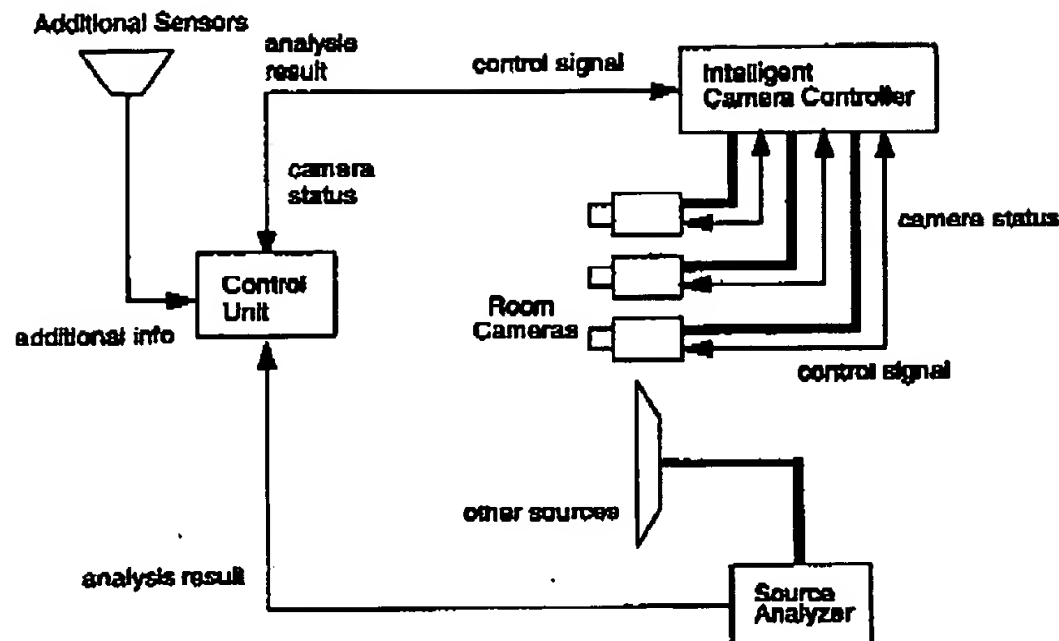 Additional Sensors
analysis
result
control signal
Intelligent
Camera Controller
camera
status
camera status
Control
Unit
Room
Cameras
additional info
control signal
other sources
analysis result
Source
Analyzer